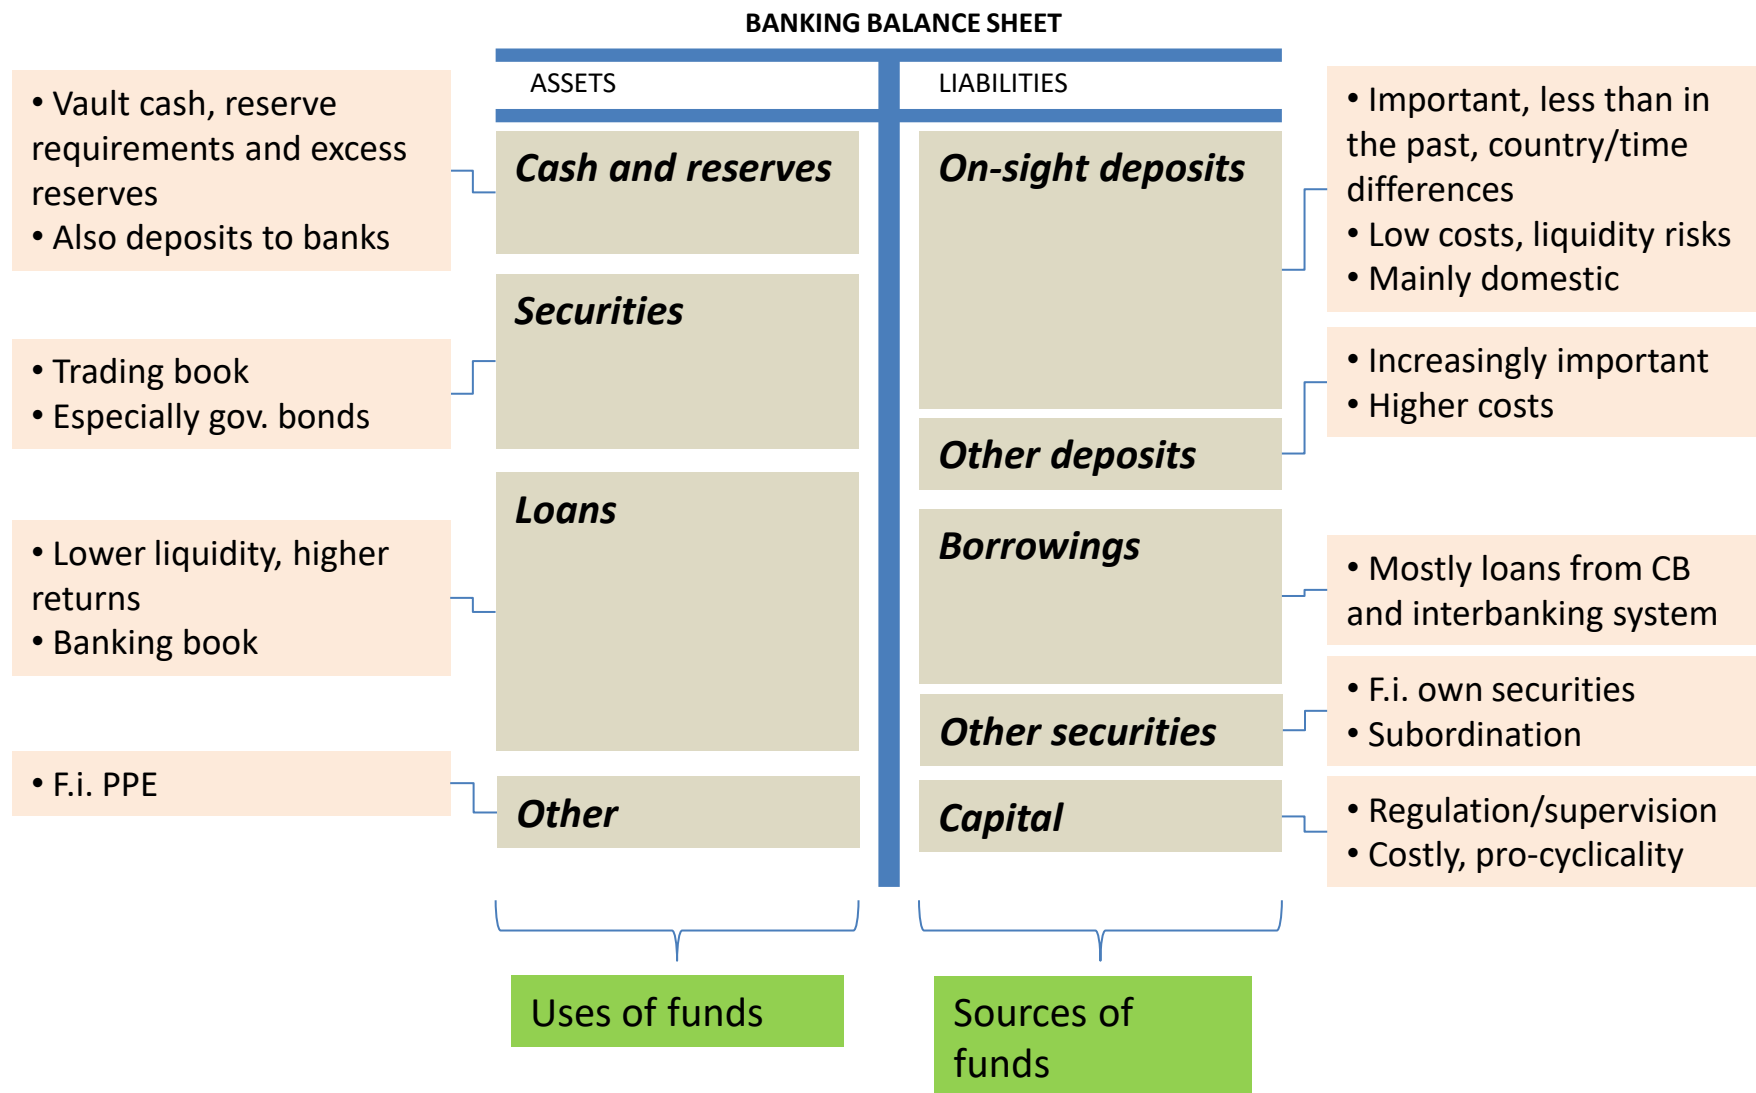 BANKING BALANCE SHEET
ASSETS
LIABILITIES
• Vault cash, reserve
requirements and excess
reserves
• Also deposits to banks
Cash and reserves
On-sight deposits
• Important, less than in
the past, country/time
differences
• Low costs, liquidity risks
• Mainly domestic
• Trading book
• Especially gov. bonds
Securities
Other deposits
• Increasingly important
• Higher costs
• Lower liquidity, higher
returns
• Banking book
Loans
Borrowings
• Mostly loans from CB
and interbanking system
Other securities
• F.i. own securities
• Subordination
• F.i. PPE
Other
Capital
• Regulation/supervision
• Costly, pro-cyclicality
Uses of funds
Sources of
funds